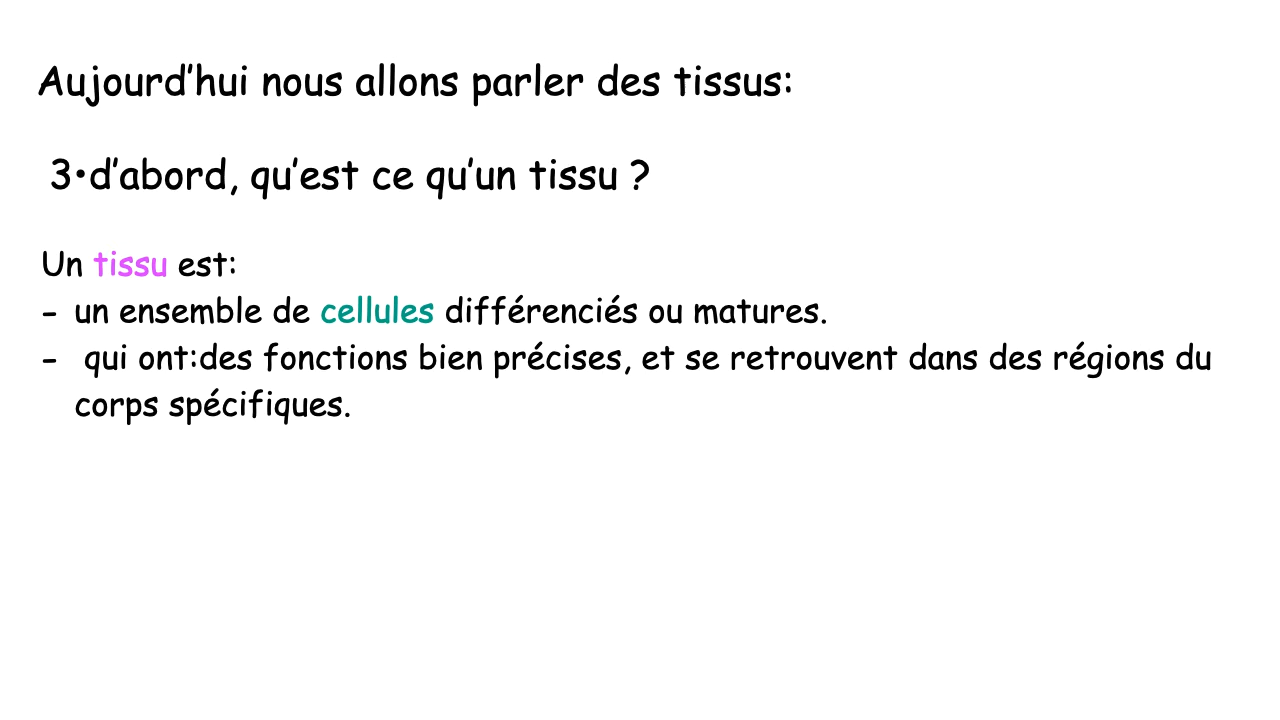 Aujourd’hui nous allons parler des tissus:
3•d’abord, qu’est ce qu’un tissu ?
Un tissu est:
- un ensemble de cellules différenciés ou matures.
- qui ont:des fonctions bien précises, et se retrouvent dans des régions du
corps spécifiques.